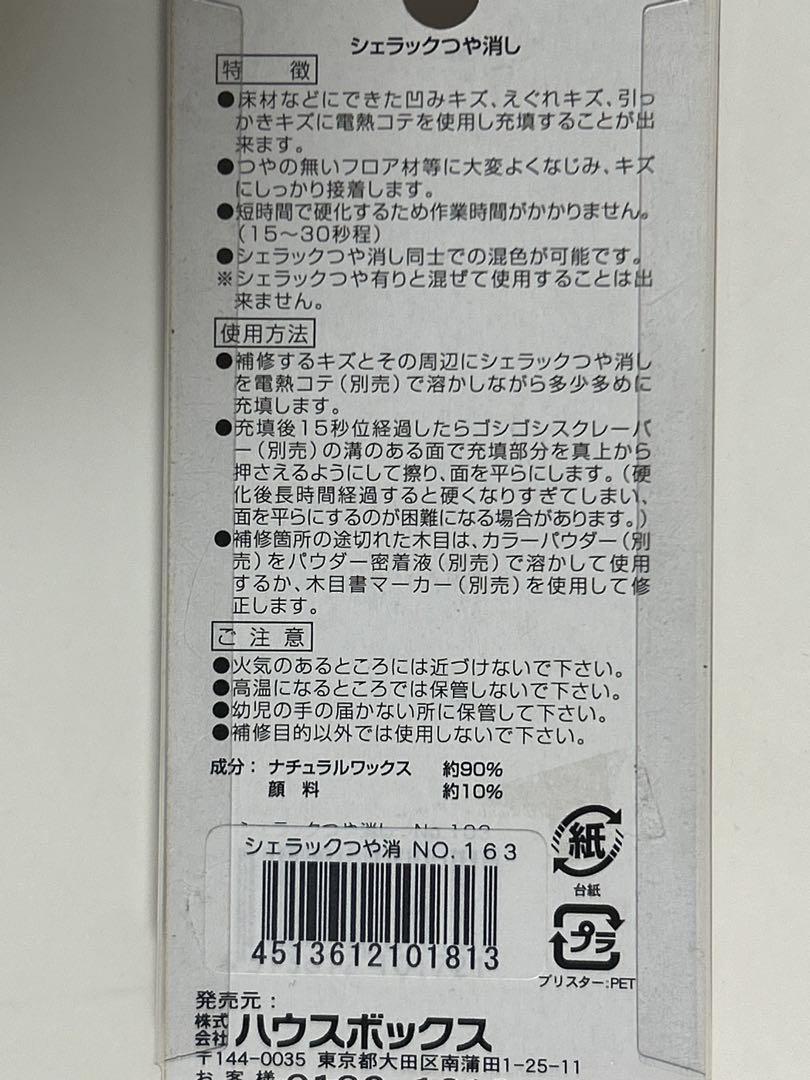 シェラックつや消し
特　徴
●床材などにできた凹みキズ、えぐれキズ、引っ
かきキズに電熱コテを使用し充填することが出
来ます。
●つやの無いフロア材等に大変よくなじみ、キズ
にしっかり接着します。
●短時間で硬化するため作業時間がかかりません。
(15〜30秒程)
●シェラックつや消し同士での混色が可能です。
※シェラックつや有りと混ぜて使用することは出
来ません。
使用方法
●補修するキズとその周辺にシェラックつや消し
を電熱コテ(別売)で溶かしながら多少多めに
充填します。
●充填後15秒位経過したらゴシゴシスクレーパ
ー(別売)の溝のある面で充填部分を真上から
押さえるようにして擦り、面を平らにします。(硬
化後長時間経過すると硬くなりすぎてしまい、
面を平らにするのが困難になる場合があります。)
●補修箇所の途切れた木目は、カラーパウダー(別
売)をパウダー密着液(別売)で溶かして使用
するか、木目書マーカー(別売)を使用して修
正します。
ご注意
●火気のあるところには近づけないで下さい。
●高温になるところでは保管しないで下さい。
●幼児の手の届かない所に保管して下さい。
●補修目的以外では使用しないで下さい。
成分：ナチュラルワックス　約90%
顔　料　約10%
シェラックつや消 NO.163
4513612101813
紙
台紙
プラ
ブリスター:PET
発売元：
株式会社ハウスボックス
〒144-0035 東京都大田区南蒲田1-25-11
お客様